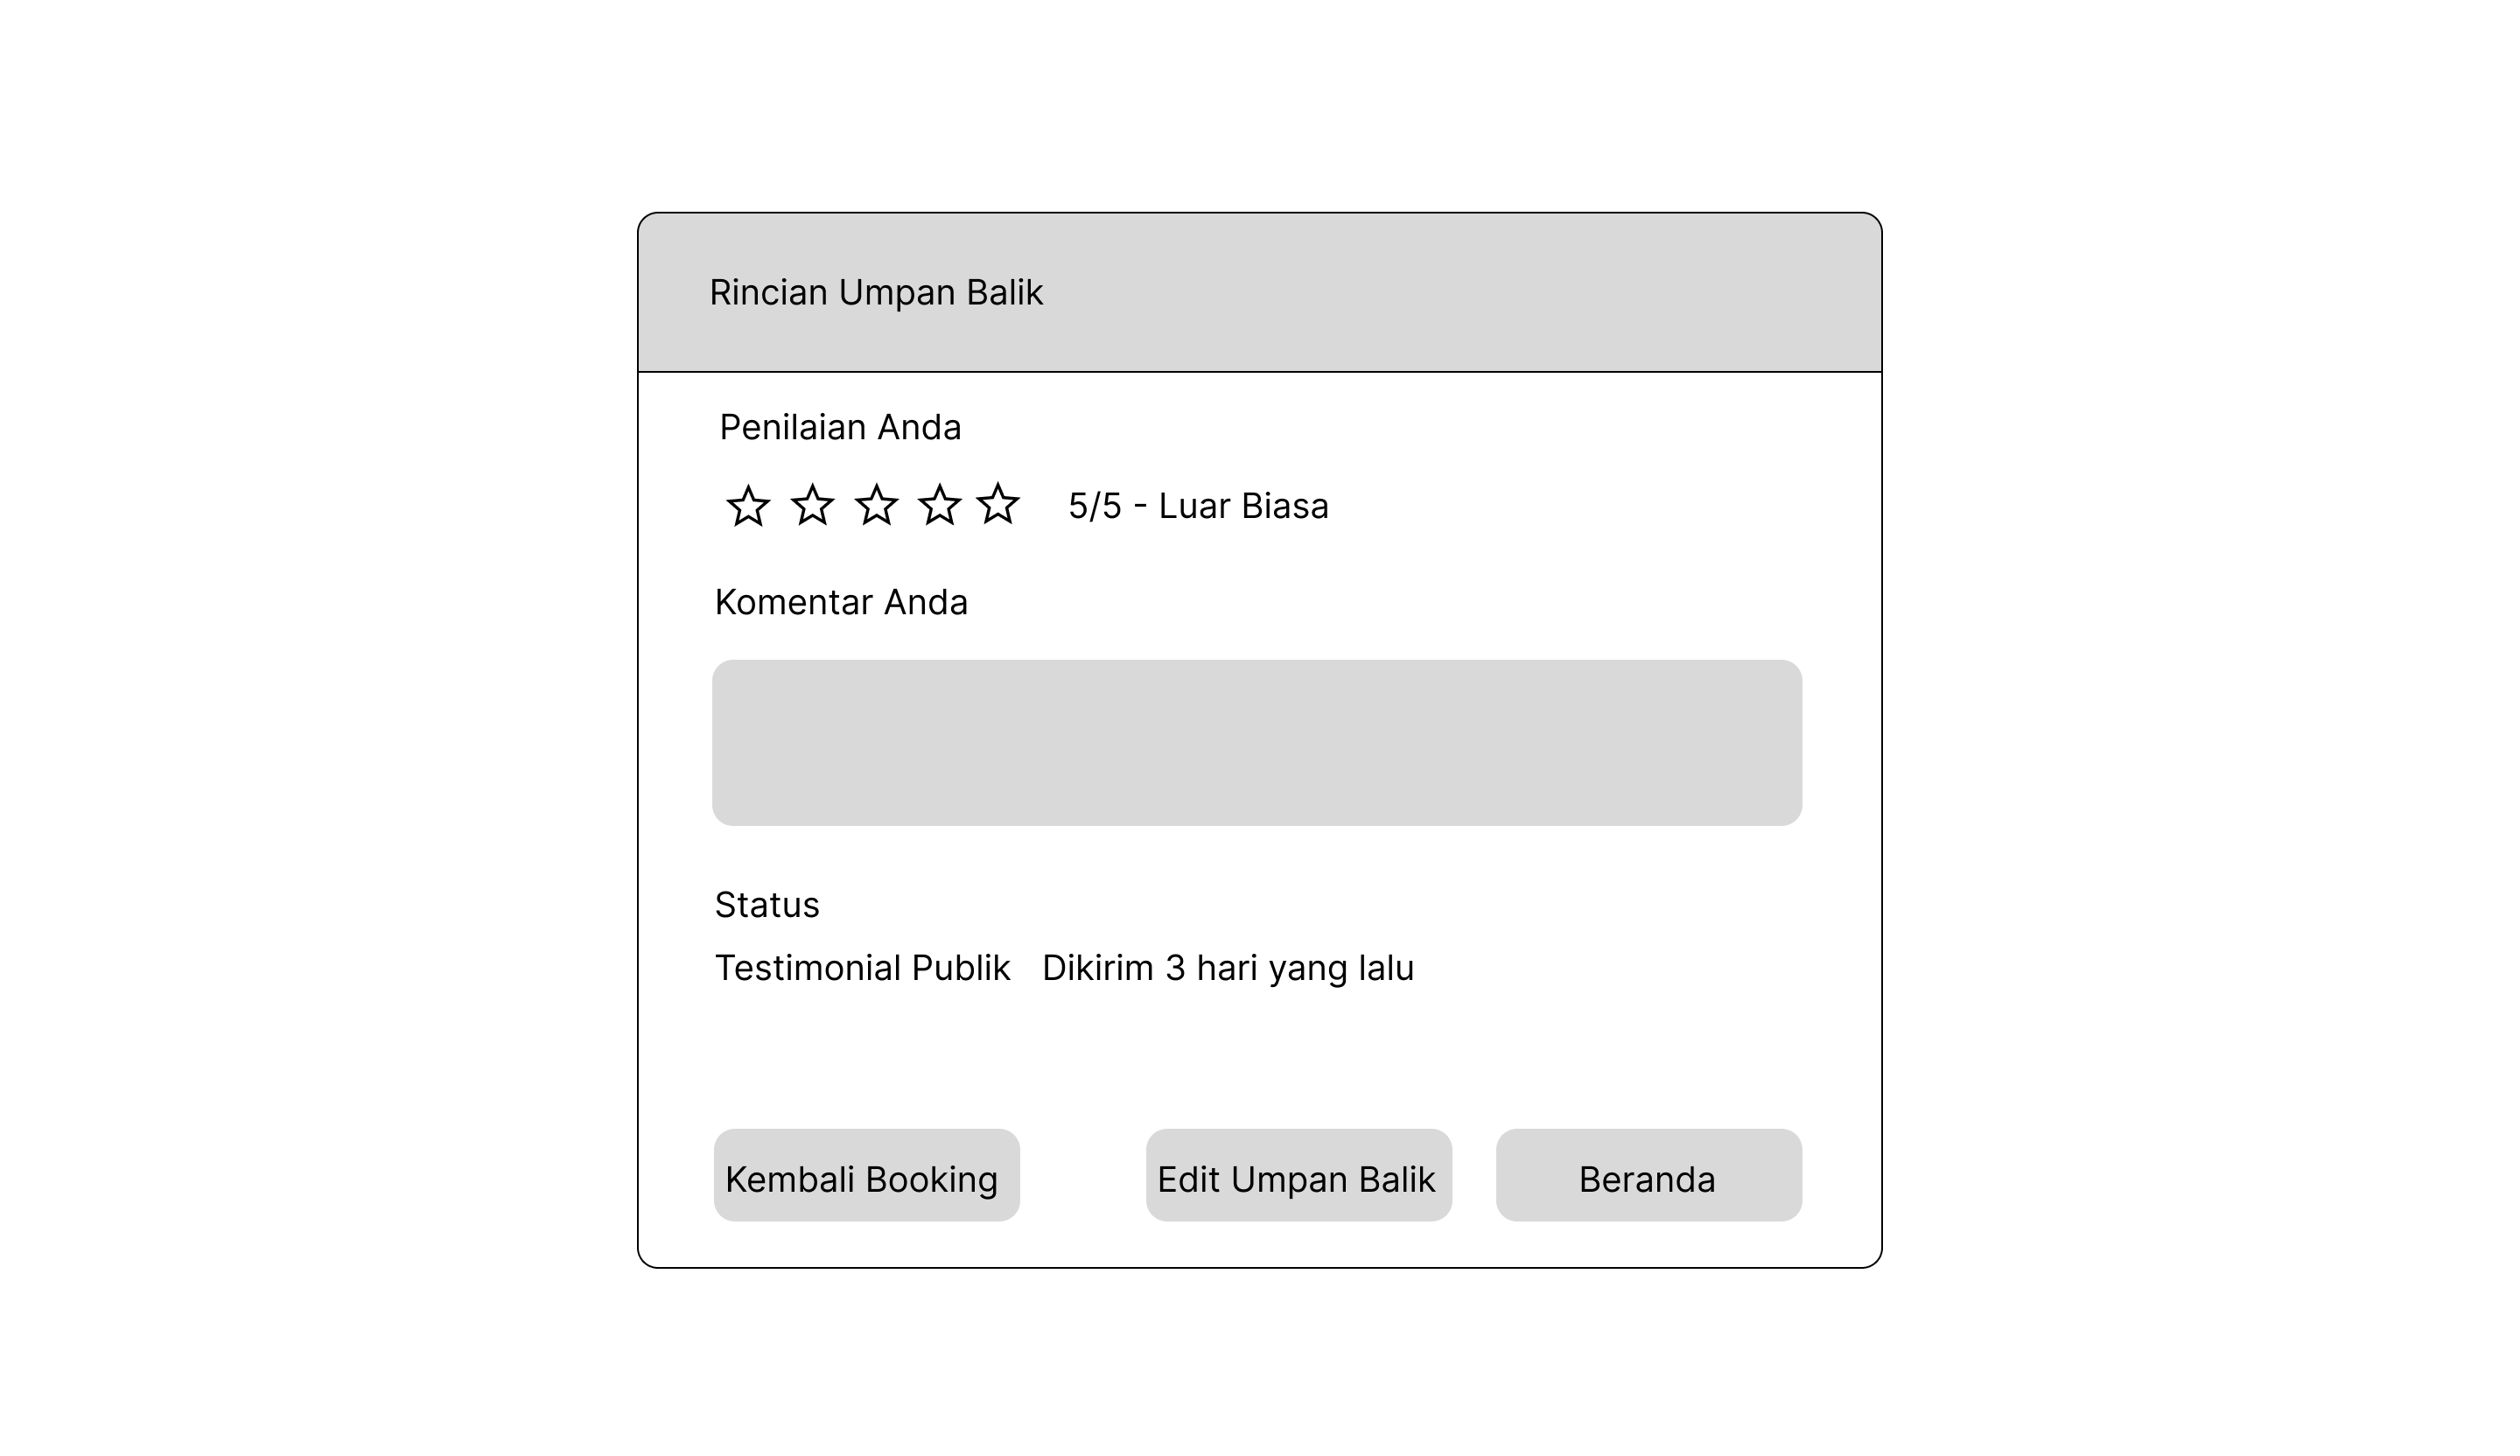 Rincian Umpan Balik
Penilaian Anda
5/5 - Luar Biasa
Komentar Anda
Status
Testimonial Publik Dikirim 3 hari yang lalu
Kembali Booking Edit Umpan Balik Beranda